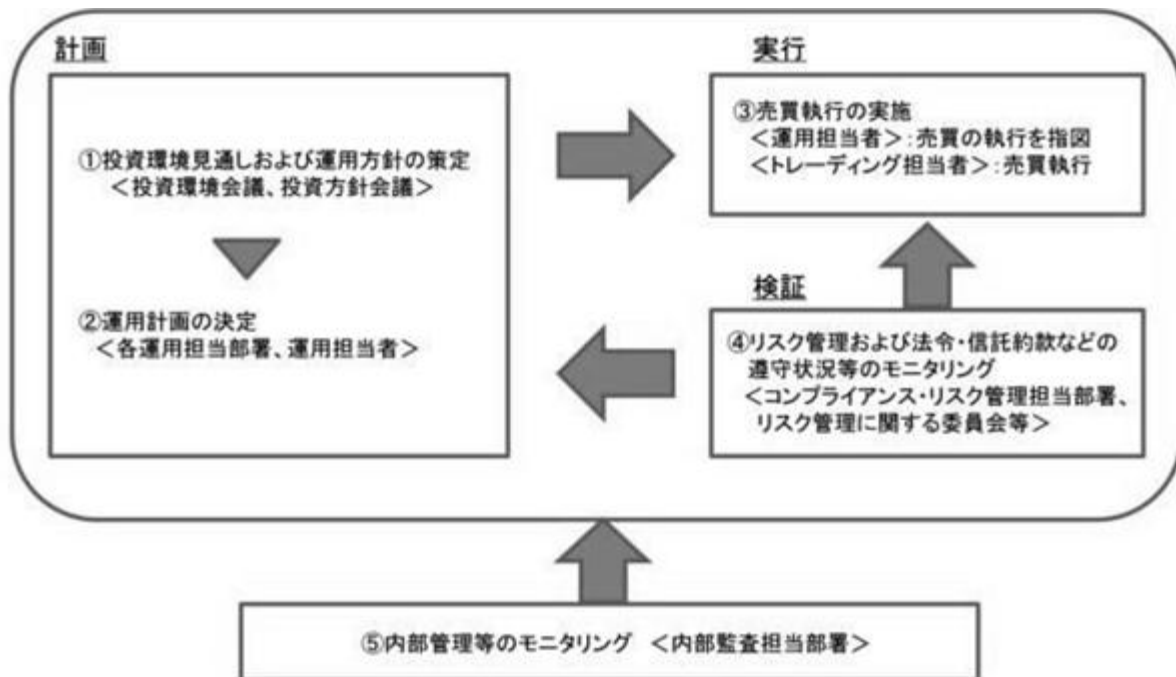 計画
①投資環境見通しおよび運用方針の策定
＜投資環境会議、投資方針会議＞
②運用計画の決定
＜各運用担当部署、運用担当者＞
実行
③売買執行の実施
＜運用担当者＞：売買の執行を指図
＜トレーディング担当者＞：売買執行
検証
④リスク管理および法令・信託約款などの
遵守状況等のモニタリング
＜コンプライアンス・リスク管理担当部署、
リスク管理に関する委員会等＞
⑤内部管理等のモニタリング　＜内部監査担当部署＞